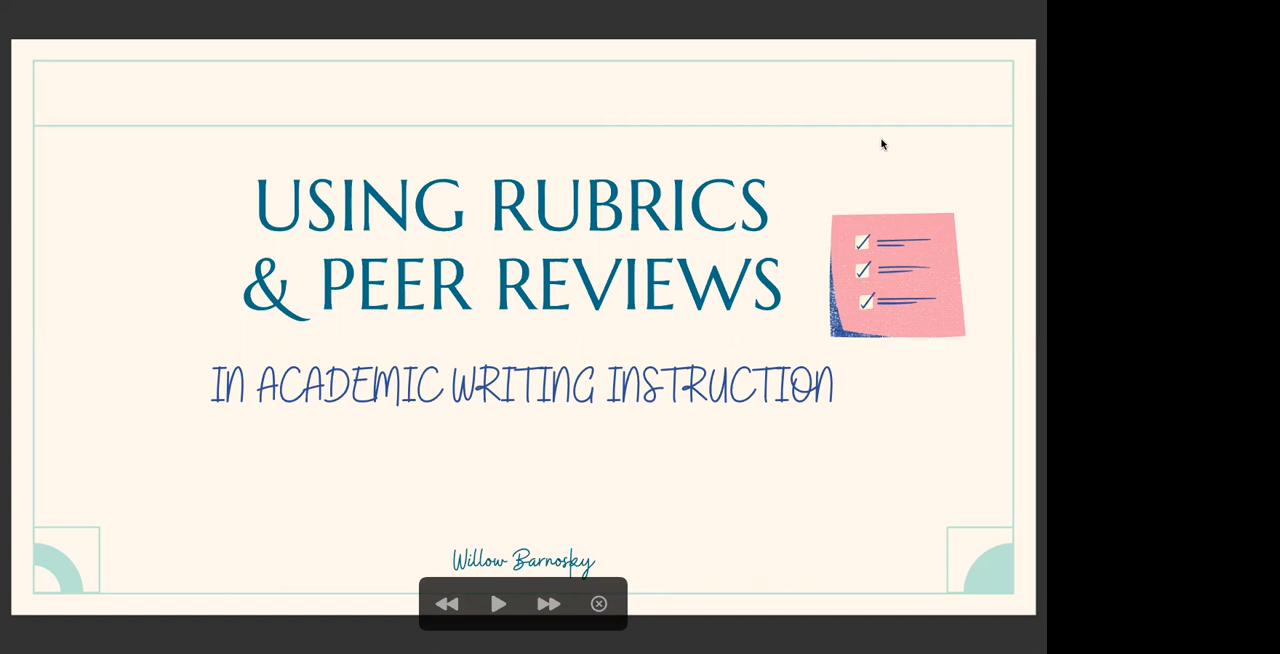 USING RUBRICS
& PEER REVIEWS
IN ACADEMIC WRITING INSTRUCTION
Willow Barnosky